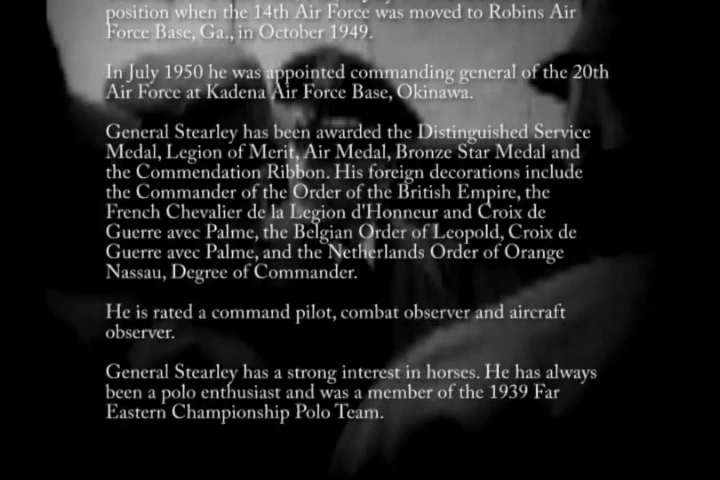 position when the 14th Air Force was moved to Robins Air
Force Base, Ga., in October 1949.
In July 1950 he was appointed commanding general of the 20th
Air Force at Kadena Air Force Base, Okinawa.
General Stearley has been awarded the Distinguished Service
Medal, Legion of Merit, Air Medal, Bronze Star Medal and
the Commendation Ribbon. His foreign decorations include
the Commander of the Order of the British Empire, the
French Chevalier de la Legion d'Honneur and Croix de
Guerre avec Palme, the Belgian Order of Leopold, Croix de
Guerre avec Palme, and the Netherlands Order of Orange
Nassau, Degree of Commander.
He is rated a command pilot, combat observer and aircraft
observer.
General Stearley has a strong interest in horses. He has always
been a polo enthusiast and was a member of the 1939 Far
Eastern Championship Polo Team.